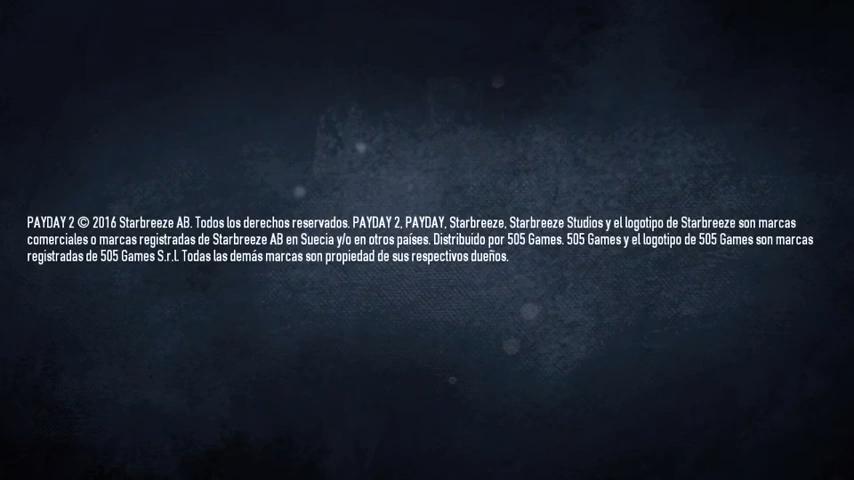 PAYDAY 2 © 2016 Starbreeze AB. Todos los derechos reservados. PAYDAY 2, PAYDAY, Starbreeze, Starbreeze Studios y el logotipo de Starbreeze son marcas
comerciales o marcas registradas de Starbreeze AB en Suecia y/o en otros países. Distribuido por 505 Games. 505 Games y el logotipo de 505 Games son marcas
registradas de 505 Games S.r.l. Todas las demás marcas son propiedad de sus respectivos dueños.